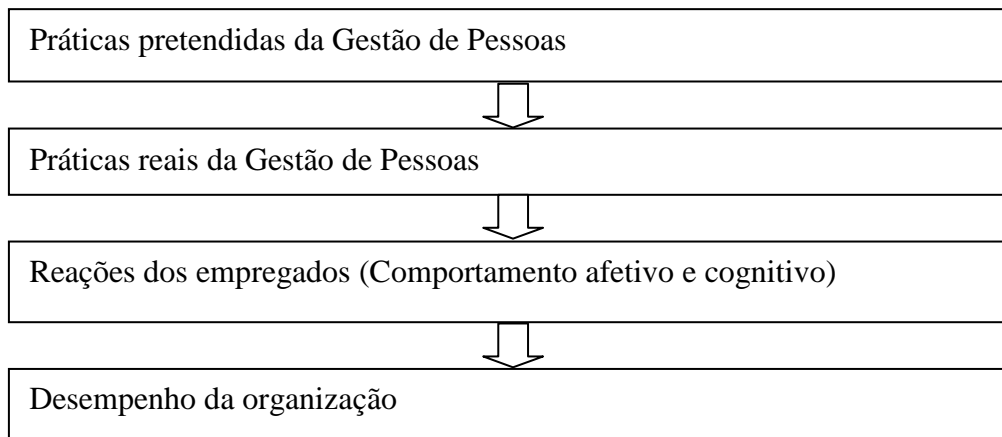 Práticas pretendidas da Gestão de Pessoas
Práticas reais da Gestão de Pessoas
Reações dos empregados (Comportamento afetivo e cognitivo)
Desempenho da organização